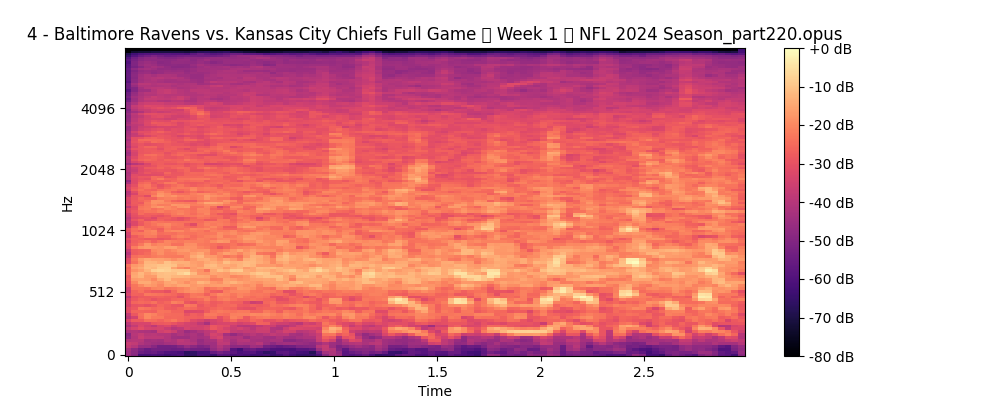 4 - Baltimore Ravens vs. Kansas City Chiefs Full Game ▯ Week 1 ▯ NFL 2024 Season_part220.opus
+0 dB
-10 dB
-20 dB
-30 dB
-40 dB
-50 dB
-60 dB
-70 dB
-80 dB
Hz
4096
2048
1024
512
0
0
0.5
1
1.5
2
2.5
Time